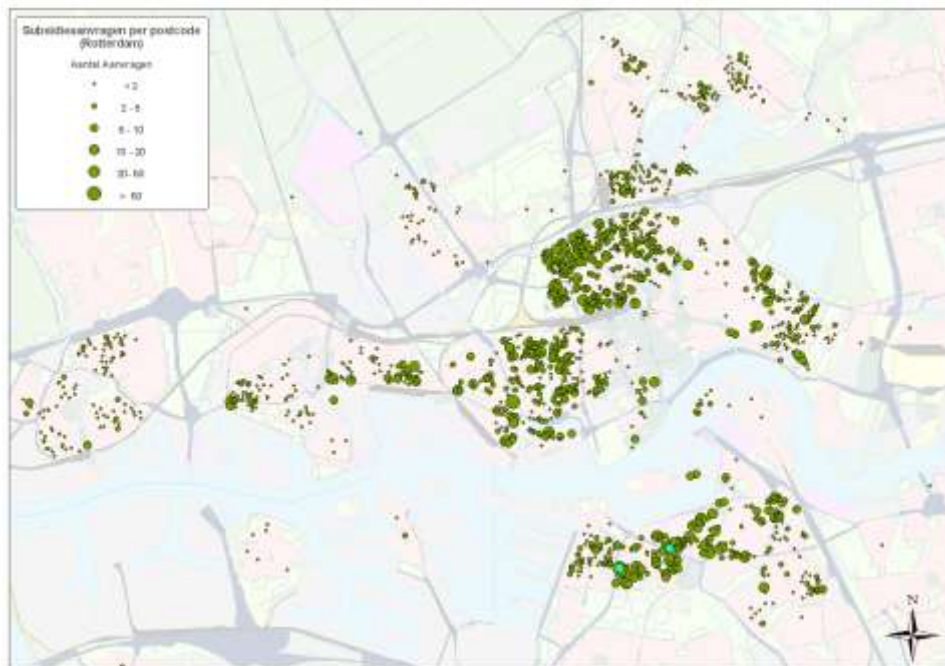 Subsidieaanvragen per postcode
(Rotterdam)
Aantal Aanvragen
< 2
2 - 5
5 - 10
10 - 20
20 - 50
> 50
N